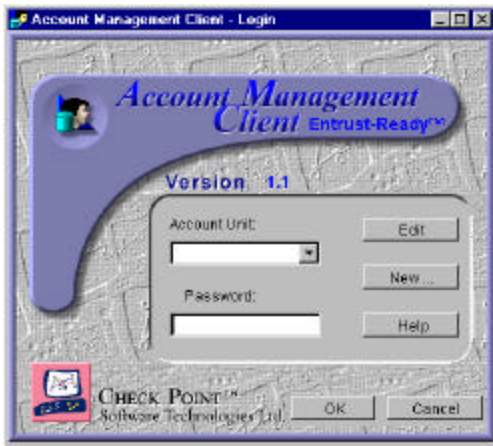 Account Management Client - Login
Account Management
Client Entrust-Ready™
Version 1.1
Account Unit:
Edit
New ...
Password:
Help
CHECK POINT™
Software Technologies Ltd.
OK
Cancel